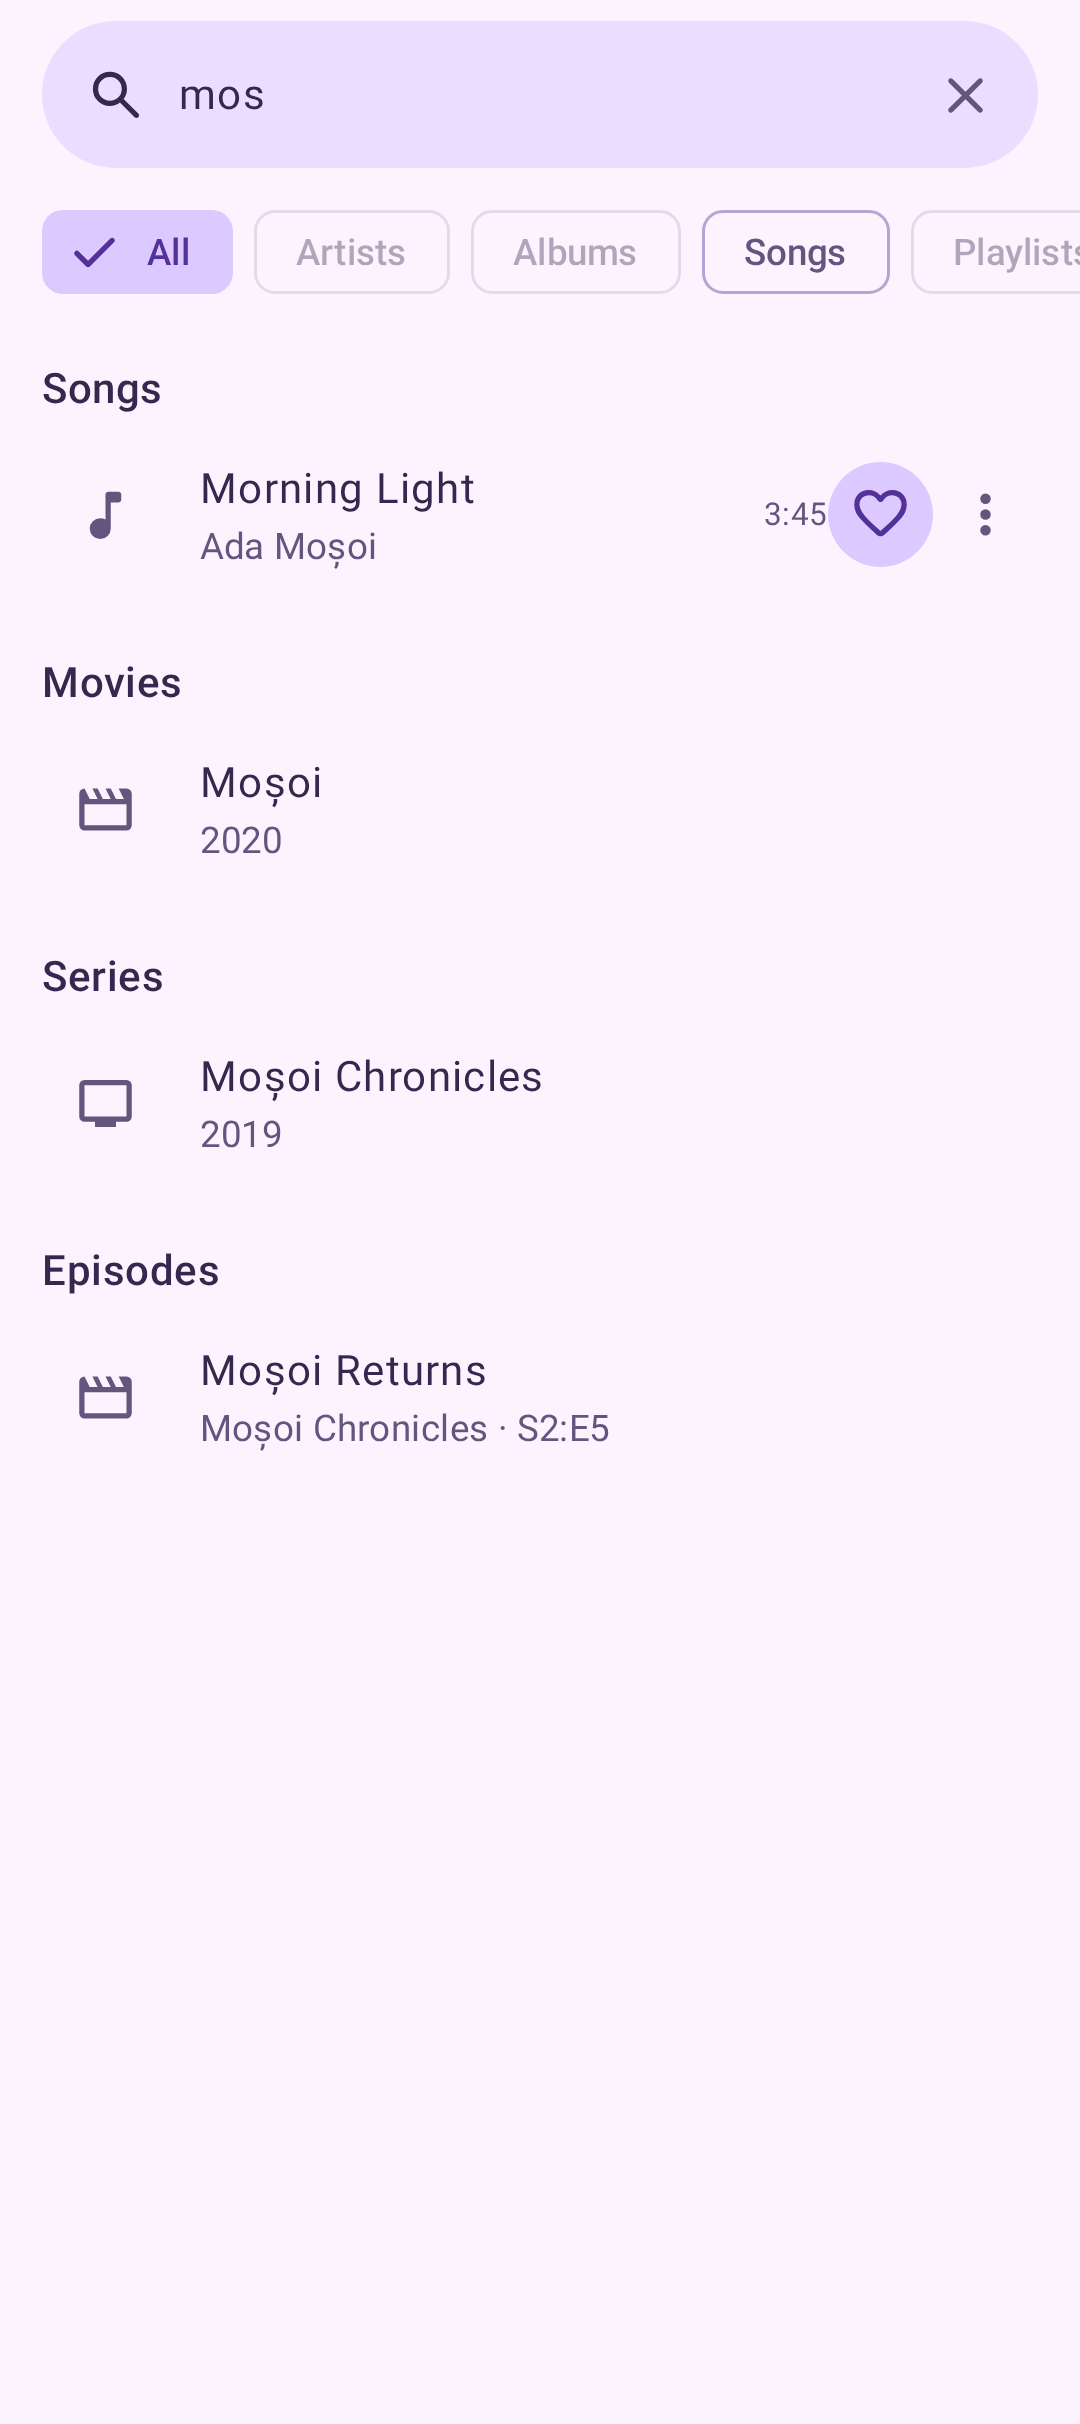 mos
All Artists Albums Songs Playlists
Songs
Morning Light
Ada Moșoi
3:45
Movies
Moșoi
2020
Series
Moșoi Chronicles
2019
Episodes
Moșoi Returns
Moșoi Chronicles · S2:E5